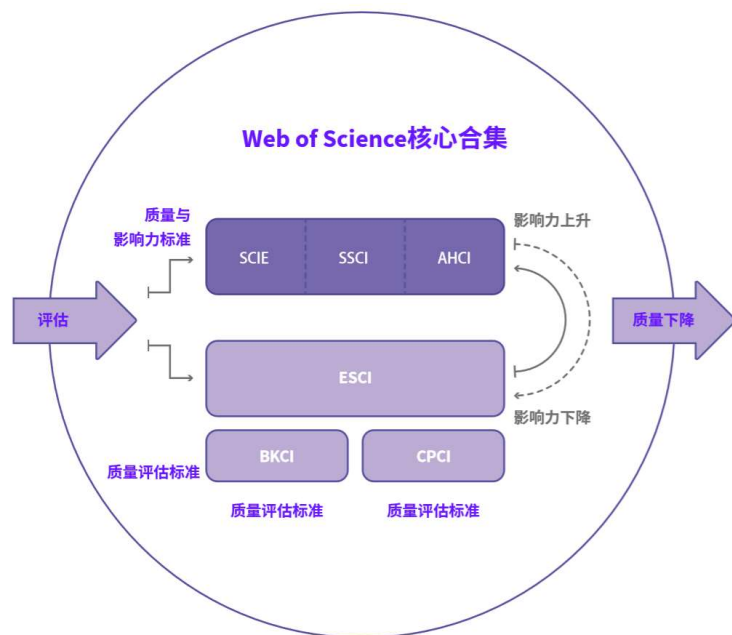 Web of Science核心合集
质量与
影响力标准
SCIE
SSCI
AHCI
影响力上升
评估
质量下降
ESCI
影响力下降
BKCI
CPCI
质量评估标准
质量评估标准
质量评估标准